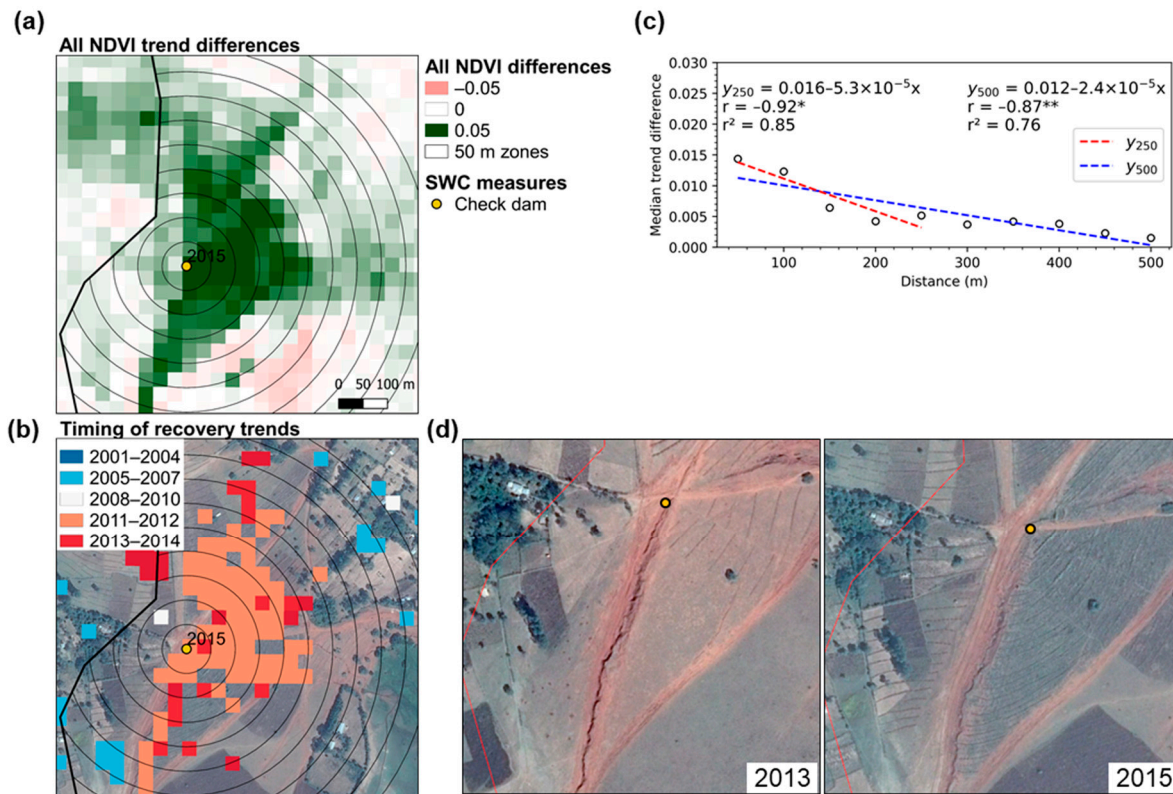 (a)
All NDVI trend differences
All NDVI differences
–0.05
0
0.05
50 m zones
SWC measures
Check dam
2015
0 50 100 m
(b)
Timing of recovery trends
2001–2004
2005–2007
2008–2010
2011–2012
2013–2014
2015
(c)
Median trend difference
0.030
0.025
0.020
0.015
0.010
0.005
0.000
y₂₅₀ = 0.016–5.3×10⁻⁵x
r = –0.92*
r² = 0.85
y₅₀₀ = 0.012–2.4×10⁻⁵x
r = –0.87**
r² = 0.76
y₂₅₀
y₅₀₀
100 200 300 400 500
Distance (m)
(d)
2013
2015